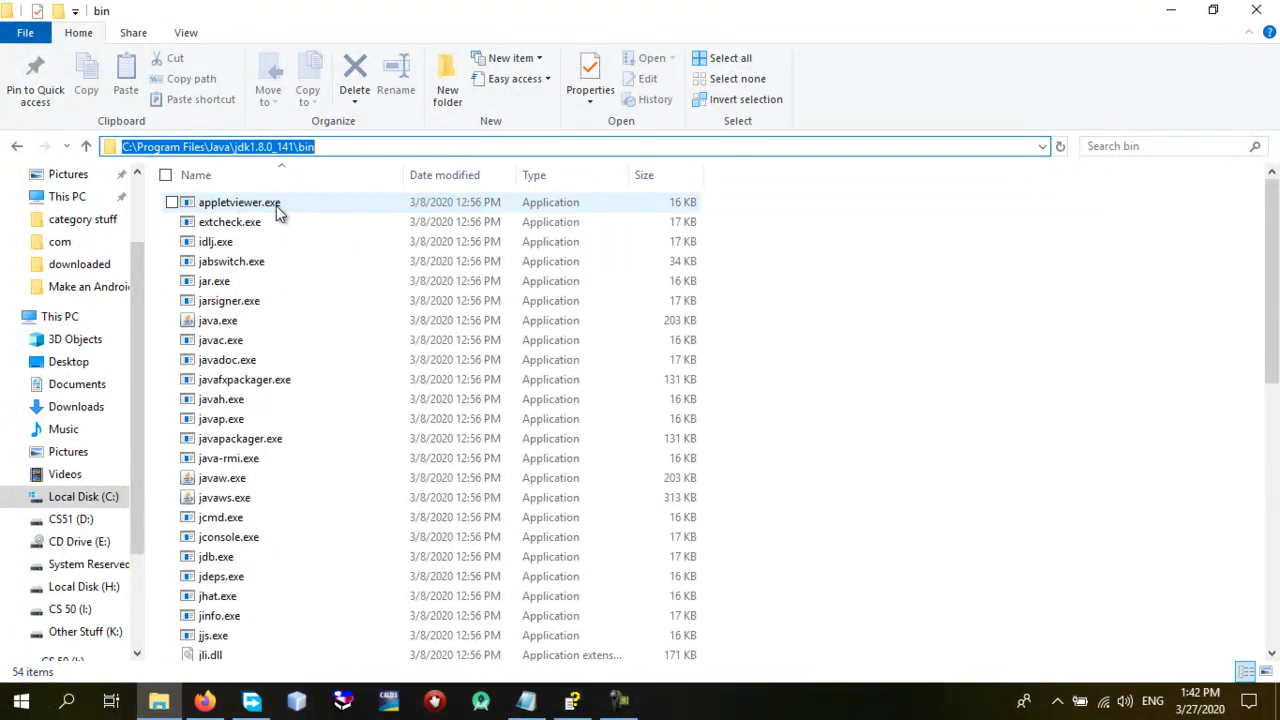 bin
File Home Share View
Pin to Quick access
Copy
Paste
Cut
Copy path
Paste shortcut
Clipboard
Move to
Copy to
Delete
Rename
Organize
New folder
New item
Easy access
New
Properties
Open
Edit
History
Open
Select all
Select none
Invert selection
Select
C:\Program Files\Java\jdk1.8.0_141\bin
Search bin
Pictures
This PC
category stuff
com
downloaded
Make an Androi
This PC
3D Objects
Desktop
Documents
Downloads
Music
Pictures
Videos
Local Disk (C:)
CS51 (D:)
CD Drive (E:)
System Reserved
Local Disk (H:)
CS 50 (I:)
Other Stuff (K:)
Name Date modified Type Size
appletviewer.exe 3/8/2020 12:56 PM Application 16 KB
extcheck.exe 3/8/2020 12:56 PM Application 17 KB
idlj.exe 3/8/2020 12:56 PM Application 17 KB
jabswitch.exe 3/8/2020 12:56 PM Application 34 KB
jar.exe 3/8/2020 12:56 PM Application 16 KB
jarsigner.exe 3/8/2020 12:56 PM Application 17 KB
java.exe 3/8/2020 12:56 PM Application 203 KB
javac.exe 3/8/2020 12:56 PM Application 16 KB
javadoc.exe 3/8/2020 12:56 PM Application 17 KB
javafxpackager.exe 3/8/2020 12:56 PM Application 131 KB
javah.exe 3/8/2020 12:56 PM Application 16 KB
javap.exe 3/8/2020 12:56 PM Application 16 KB
javapackager.exe 3/8/2020 12:56 PM Application 131 KB
java-rmi.exe 3/8/2020 12:56 PM Application 16 KB
javaw.exe 3/8/2020 12:56 PM Application 203 KB
javaws.exe 3/8/2020 12:56 PM Application 313 KB
jcmd.exe 3/8/2020 12:56 PM Application 16 KB
jconsole.exe 3/8/2020 12:56 PM Application 17 KB
jdb.exe 3/8/2020 12:56 PM Application 17 KB
jdeps.exe 3/8/2020 12:56 PM Application 16 KB
jhat.exe 3/8/2020 12:56 PM Application 16 KB
jinfo.exe 3/8/2020 12:56 PM Application 17 KB
jjs.exe 3/8/2020 12:56 PM Application 16 KB
jli.dll 3/8/2020 12:56 PM Application extens... 171 KB
54 items
CALDB
ENG
1:42 PM
3/27/2020